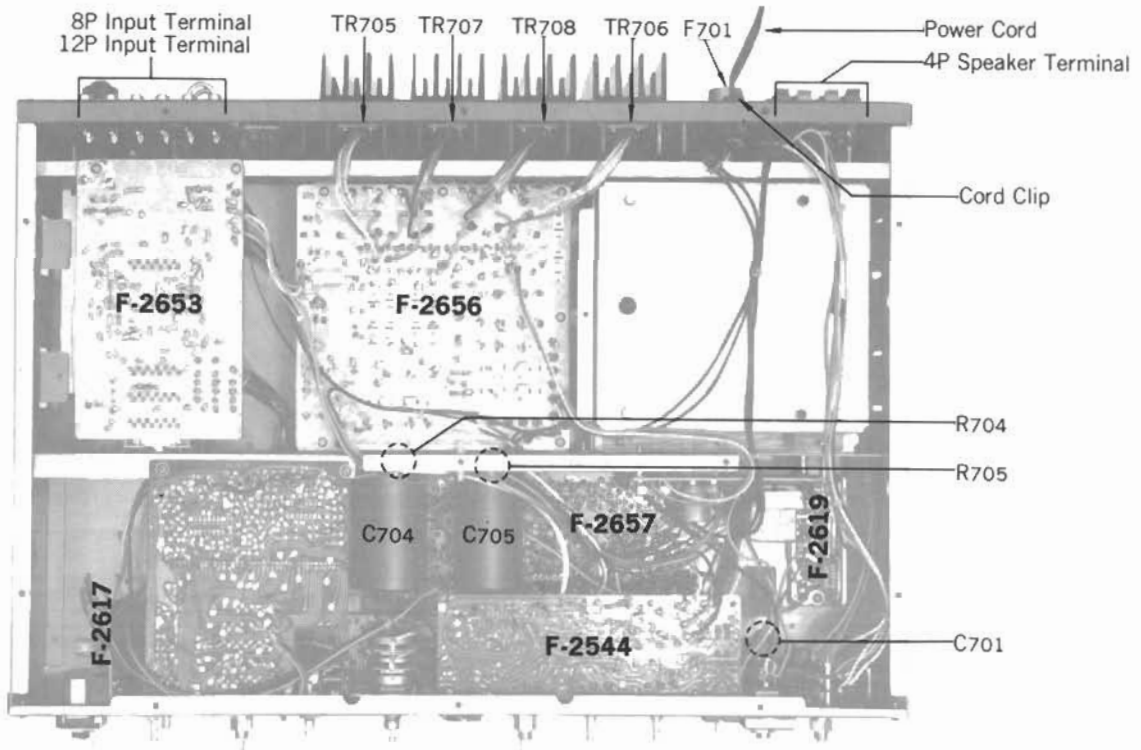 8P Input Terminal
12P Input Terminal
TR705
TR707
TR708
TR706
F701
Power Cord
4P Speaker Terminal
Cord Clip
F-2653
F-2656
R704
R705
C704
C705
F-2657
F-2619
F-2617
F-2544
C701